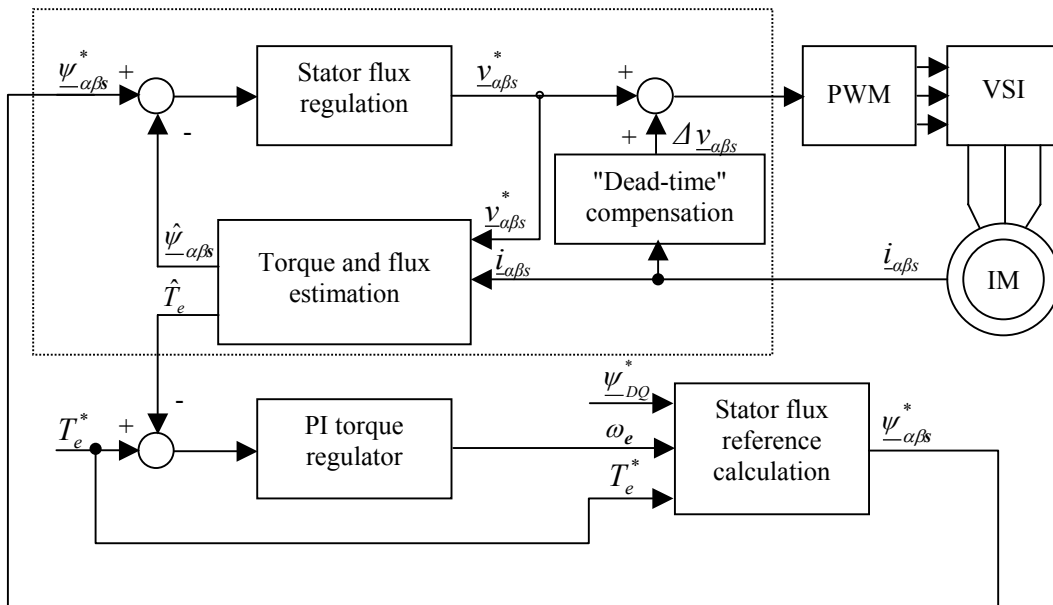 ψ*αβs
+
-
Stator flux
regulation
v*αβs
+
+
Δvαβs
PWM
VSI
"Dead-time"
compensation
v*αβs
ψ̂αβs
Torque and flux
estimation
iαβs
iαβs
IM
T̂e
-
T*e
+
PI torque
regulator
ωe
ψ*DQ
T*e
Stator flux
reference
calculation
ψ*αβs